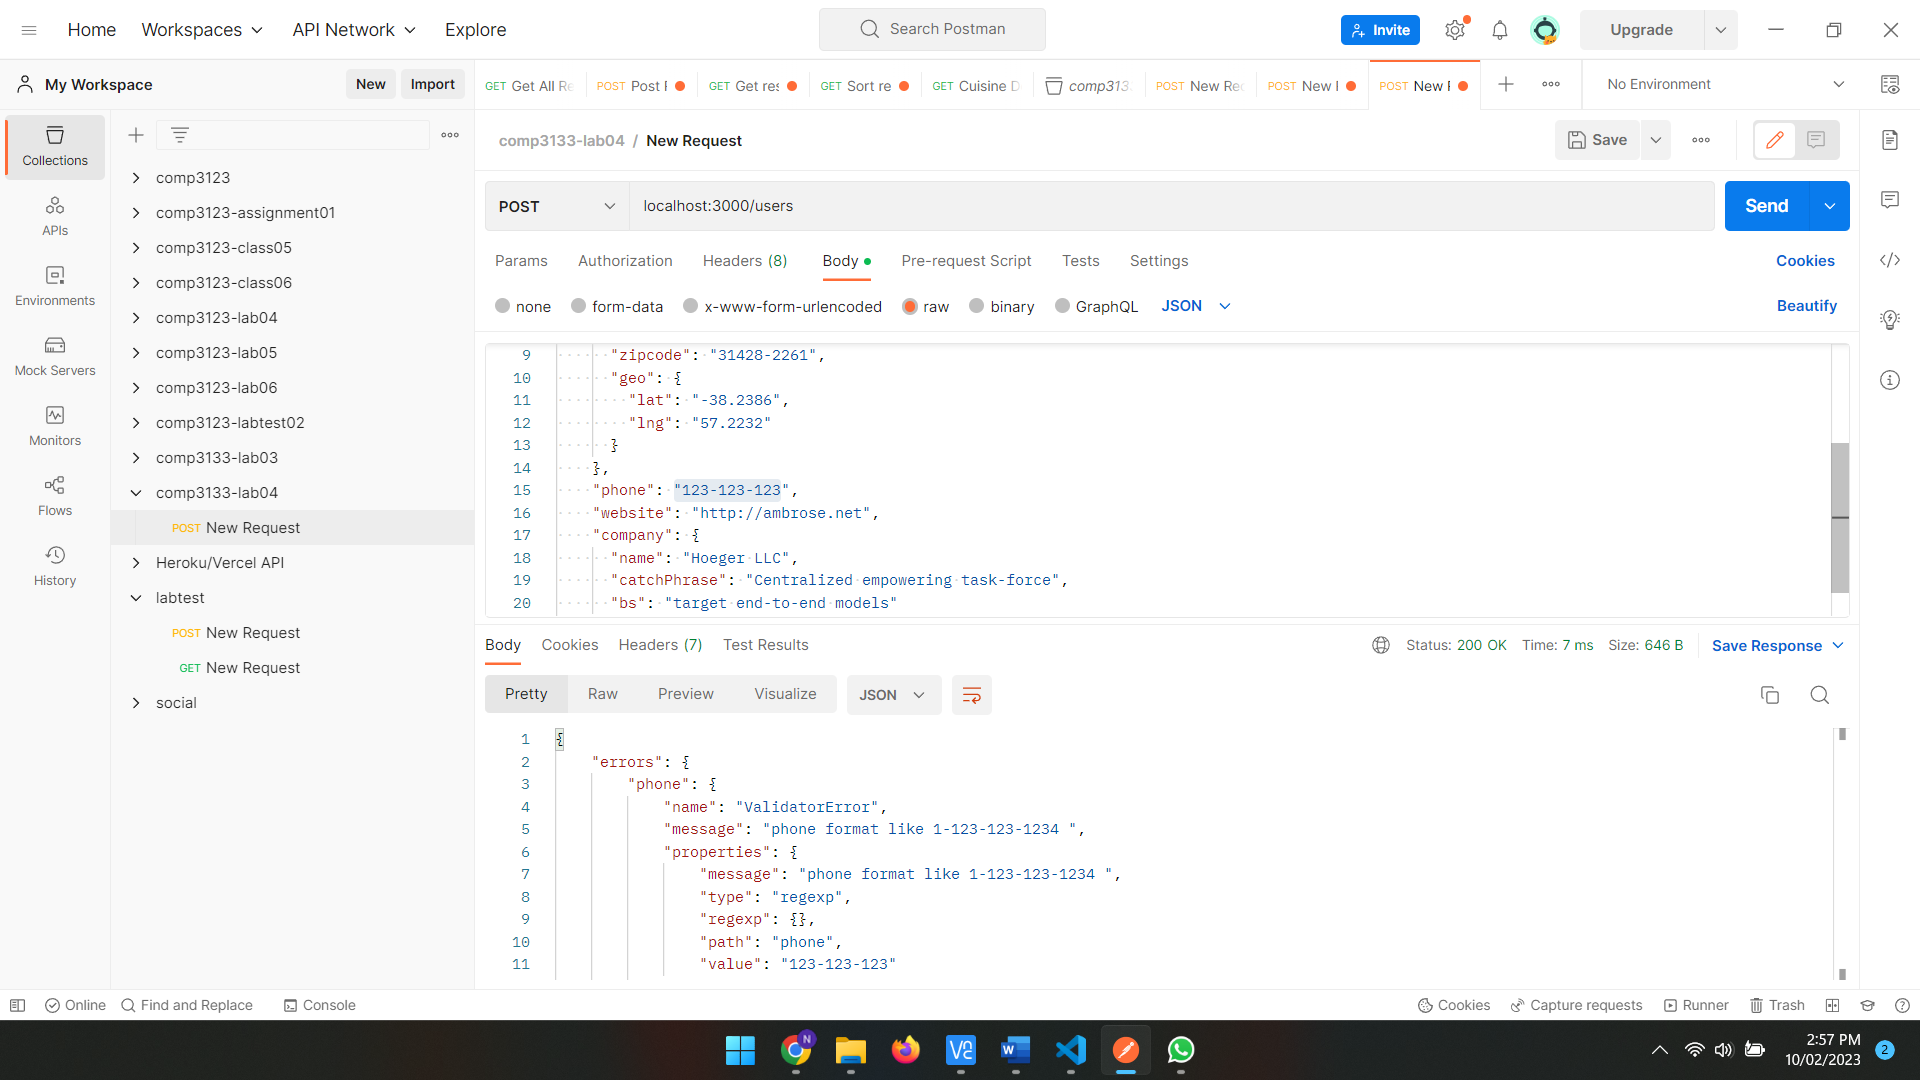 Home Workspaces API Network Explore Search Postman Invite Upgrade
My Workspace New Import
GET Get All Re POST Post F GET Get res GET Sort re GET Cuisine D comp313 POST New Rec POST New I POST New F No Environment
Collections
APIs
Environments
Mock Servers
Monitors
Flows
History
comp3123
comp3123-assignment01
comp3123-class05
comp3123-class06
comp3123-lab04
comp3123-lab05
comp3123-lab06
comp3123-labtest02
comp3133-lab03
comp3133-lab04
POST New Request
Heroku/Vercel API
labtest
POST New Request
GET New Request
social
comp3133-lab04 / New Request Save
POST localhost:3000/users Send
Params Authorization Headers (8) Body Pre-request Script Tests Settings Cookies
none form-data x-www-form-urlencoded raw binary GraphQL JSON Beautify
9 "zipcode": "31428-2261",
10 "geo": {
11 "lat": "-38.2386",
12 "lng": "57.2232"
13 }
14 },
15 "phone": "123-123-123",
16 "website": "http://ambrose.net",
17 "company": {
18 "name": "Hoeger LLC",
19 "catchPhrase": "Centralized empowering task-force",
20 "bs": "target end-to-end models"
Body Cookies Headers (7) Test Results Status: 200 OK Time: 7 ms Size: 646 B Save Response
Pretty Raw Preview Visualize JSON
1 {
2 "errors": {
3 "phone": {
4 "name": "ValidatorError",
5 "message": "phone format like 1-123-123-1234 ",
6 "properties": {
7 "message": "phone format like 1-123-123-1234 ",
8 "type": "regexp",
9 "regexp": {},
10 "path": "phone",
11 "value": "123-123-123"
Online Find and Replace Console Cookies Capture requests Runner Trash
2:57 PM
10/02/2023 2